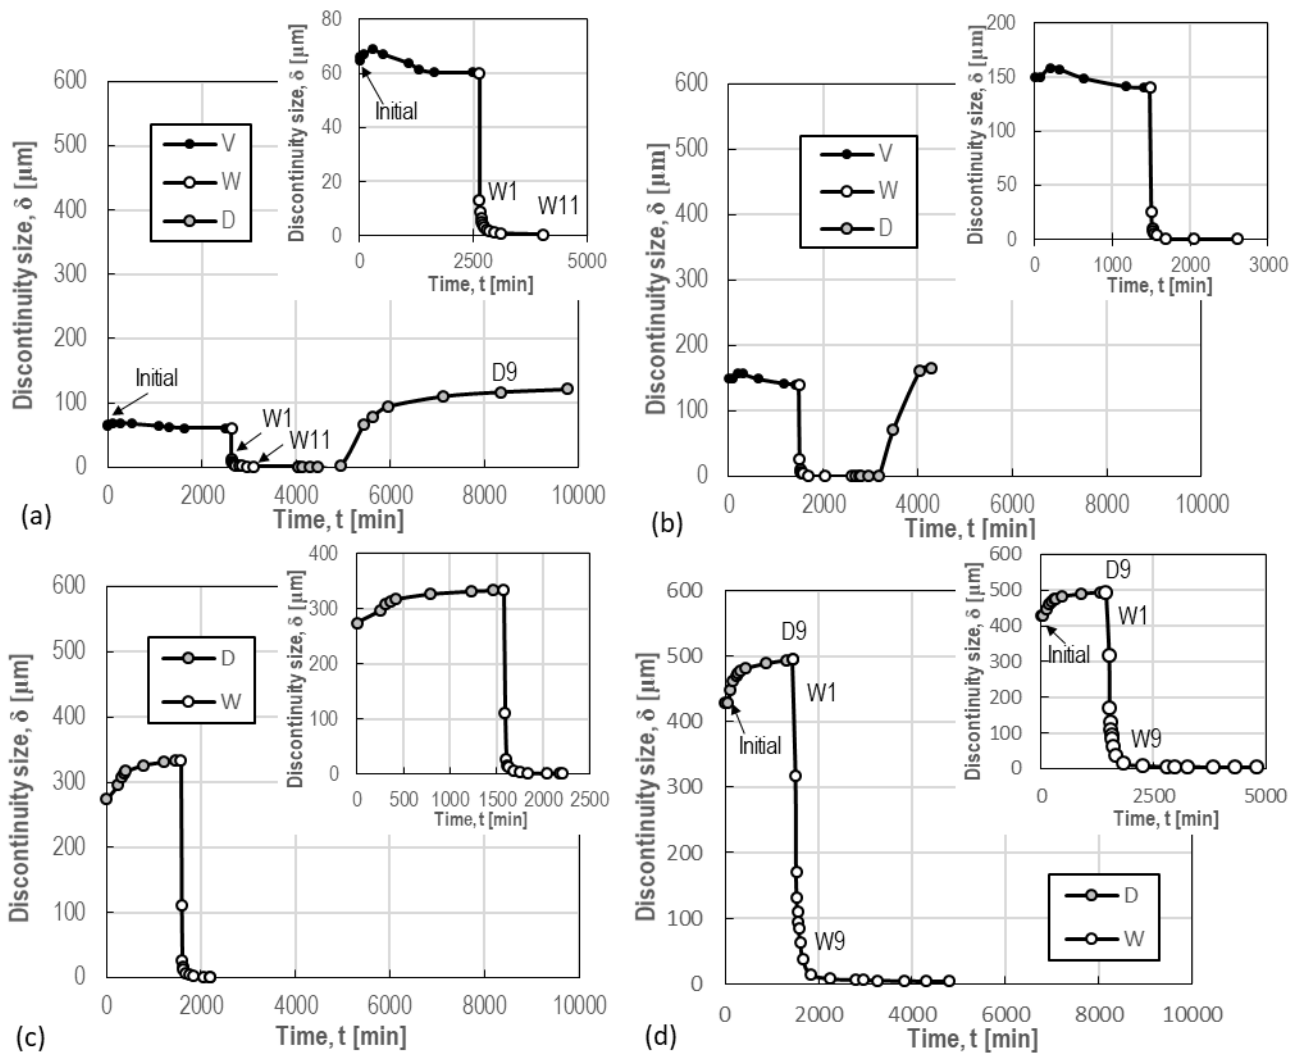 80
60
40
20
0
0
2500
5000
Discontinuity size, δ [µm]
Time, t [min]
Initial
W1
W11
600
500
400
300
200
100
0
0
2000
4000
6000
8000
10000
Discontinuity size, δ [µm]
Time, t [min]
V
W
D
Initial
W1
W11
D9
(a)
200
150
100
50
0
0
1000
2000
3000
Discontinuity size, δ [µm]
Time, t [min]
600
500
400
300
200
100
0
0
2000
4000
6000
8000
10000
Discontinuity size, δ [µm]
Time, t [min]
V
W
D
(b)
400
300
200
100
0
0
500
1000
1500
2000
2500
Discontinuity size, δ [µm]
Time, t [min]
600
500
400
300
200
100
0
0
2000
4000
6000
8000
10000
Discontinuity size, δ [µm]
Time, t [min]
D
W
(c)
600
500
400
300
200
100
0
0
2500
5000
Discontinuity size, δ [µm]
Time, t [min]
D9
W1
Initial
W9
600
500
400
300
200
100
0
0
2000
4000
6000
8000
10000
Discontinuity size, δ [µm]
Time, t [min]
D9
W1
Initial
W9
D
W
(d)